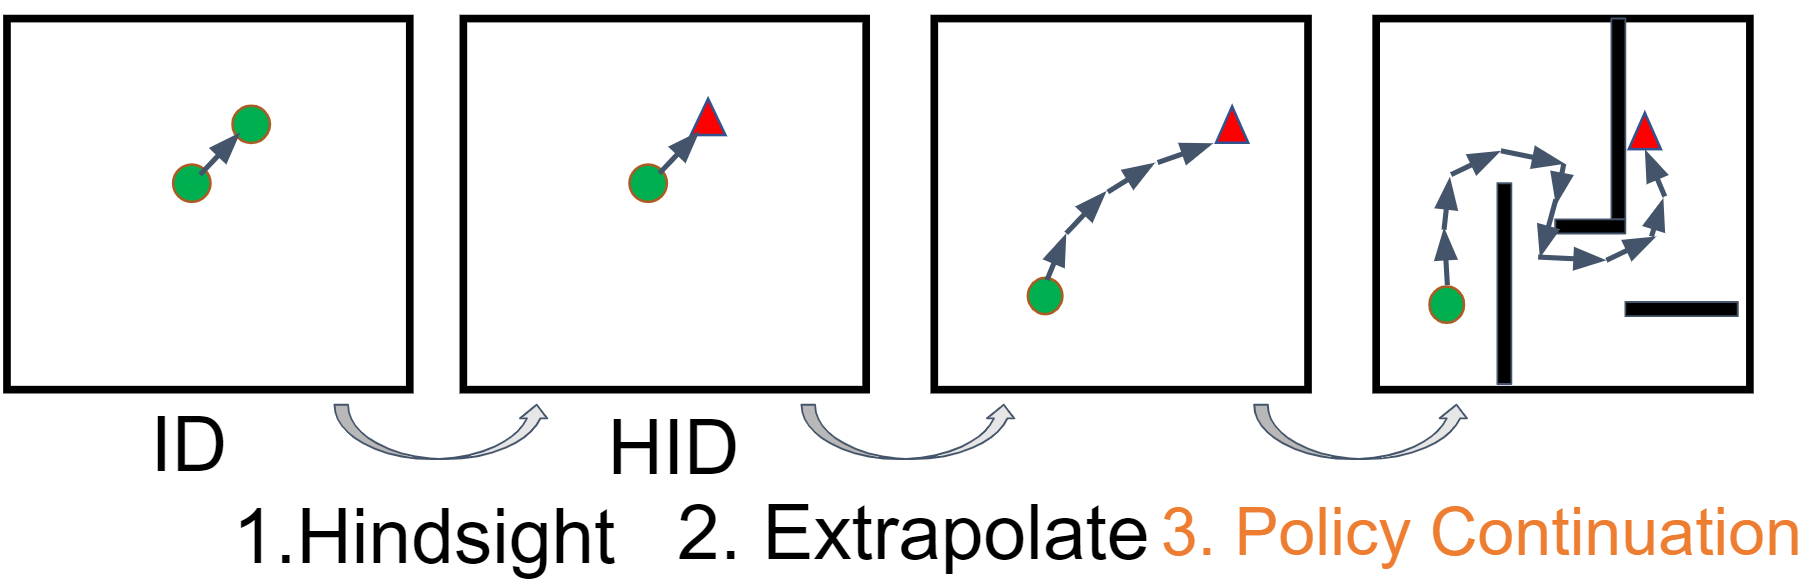 ID
HID
1.Hindsight
2. Extrapolate
3. Policy Continuation